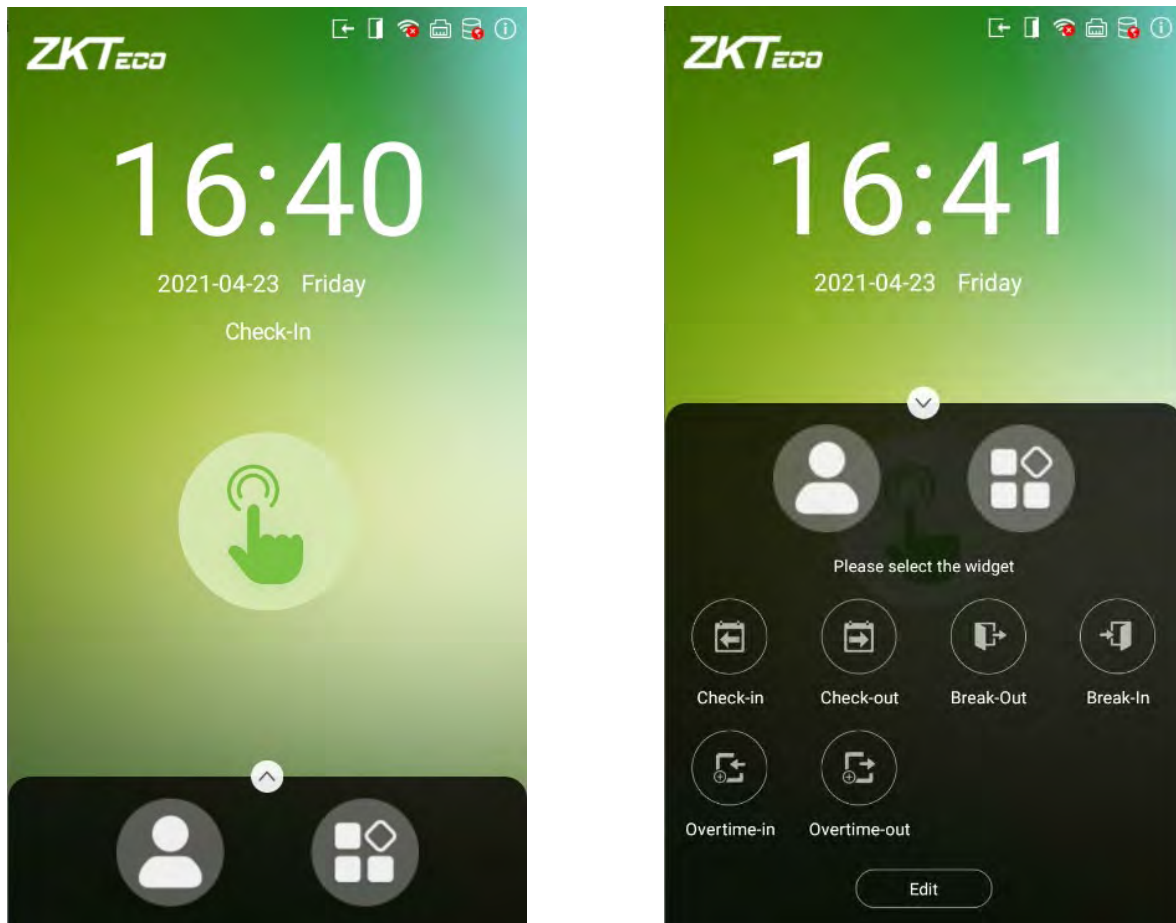 ZKTECO
16:40
2021-04-23 Friday
Check-In
ZKTECO
16:41
2021-04-23 Friday
Please select the widget
Check-in Check-out Break-Out Break-In
Overtime-in Overtime-out
Edit